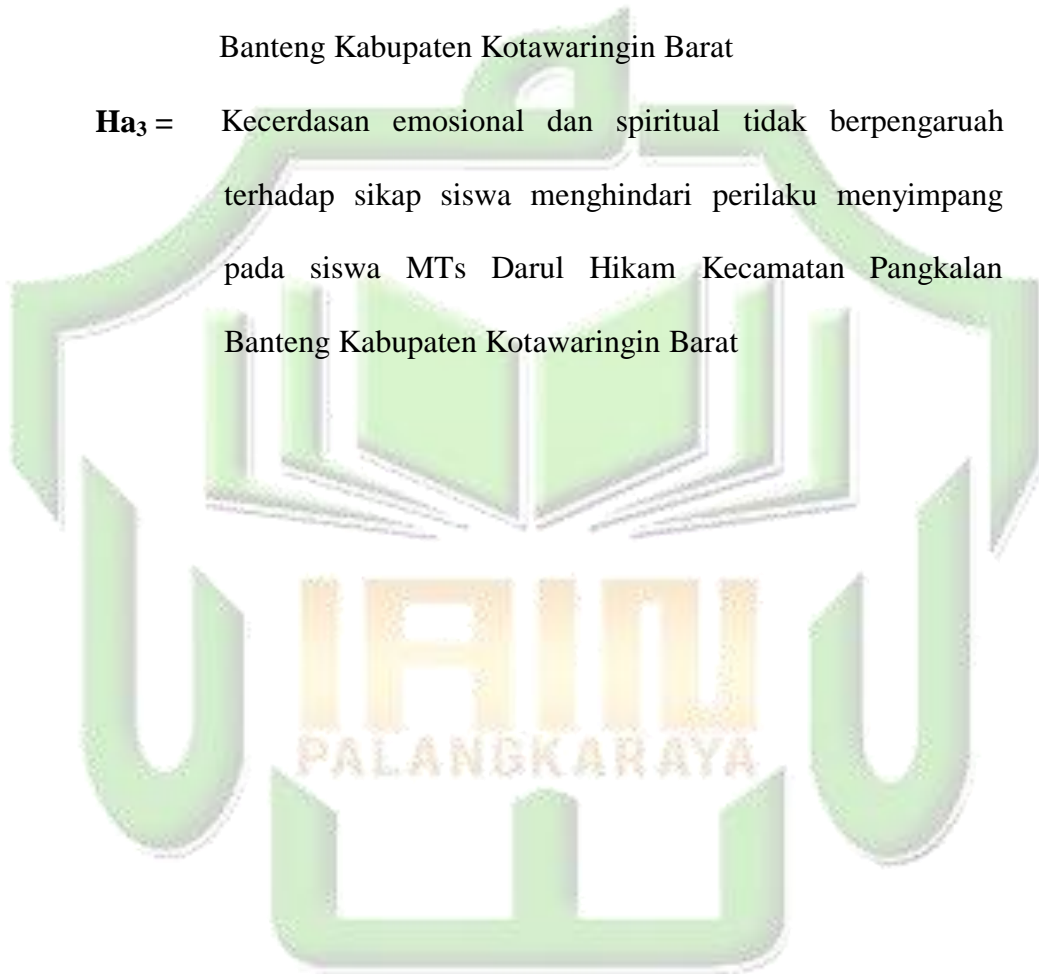 Banteng Kabupaten Kotawaringin Barat
Ha₃ = Kecerdasan emosional dan spiritual tidak berpengaruah
terhadap sikap siswa menghindari perilaku menyimpang
pada siswa MTs Darul Hikam Kecamatan Pangkalan
Banteng Kabupaten Kotawaringin Barat
IAIN
PALANGKARAYA